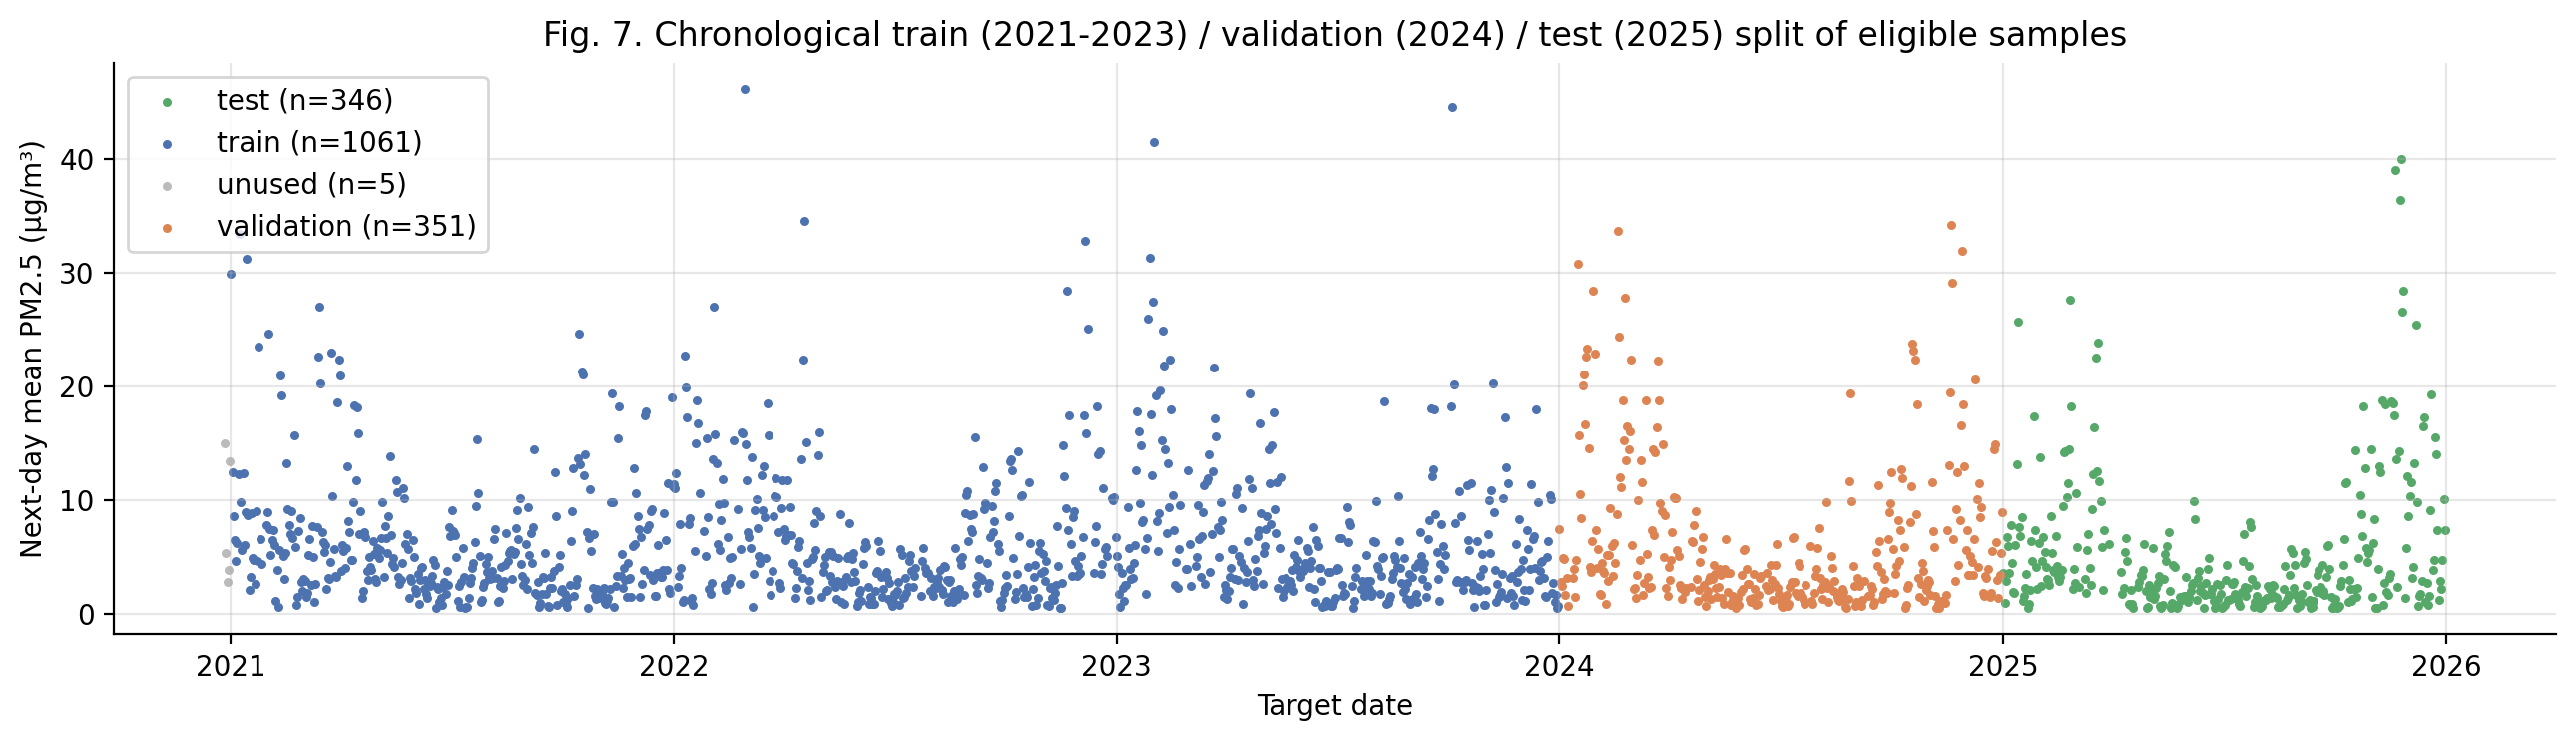 Fig. 7. Chronological train (2021-2023) / validation (2024) / test (2025) split of eligible samples
test (n=346)
train (n=1061)
unused (n=5)
validation (n=351)
Next-day mean PM2.5 (µg/m³)
40
30
20
10
0
2021
2022
2023
2024
2025
2026
Target date